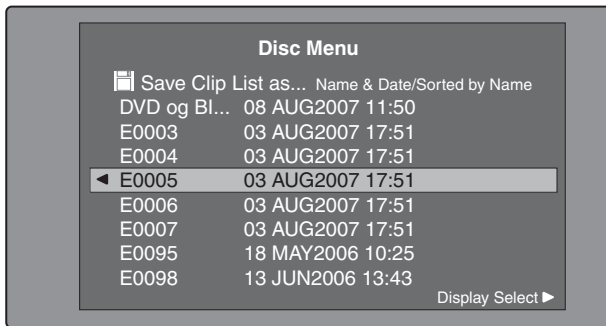 Disc Menu
Save Clip List as... Name & Date/Sorted by Name
DVD og Bl... 08 AUG2007 11:50
E0003 03 AUG2007 17:51
E0004 03 AUG2007 17:51
E0005 03 AUG2007 17:51
E0006 03 AUG2007 17:51
E0007 03 AUG2007 17:51
E0095 18 MAY2006 10:25
E0098 13 JUN2006 13:43
Display Select